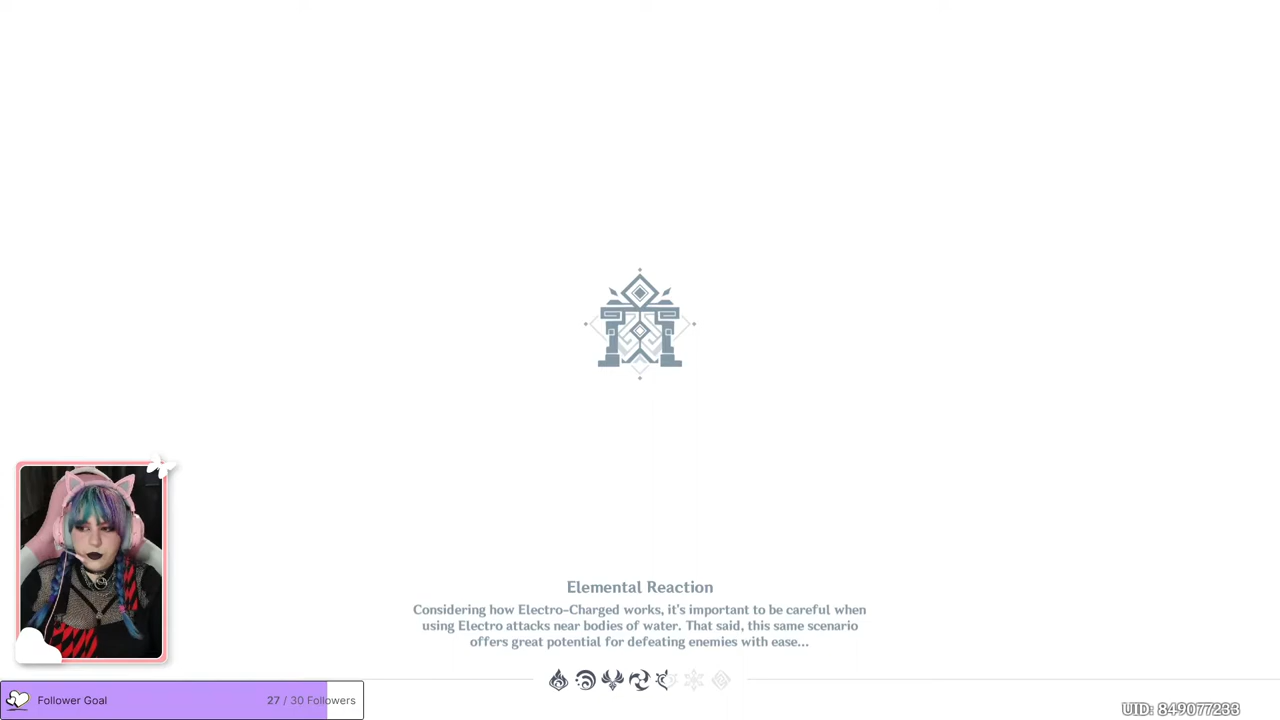 Elemental Reaction
Considering how Electro-Charged works, it's important to be careful when
using Electro attacks near bodies of water. That said, this same scenario
offers great potential for defeating enemies with ease...
Follower Goal
27 / 30 Followers
UID: 849077233